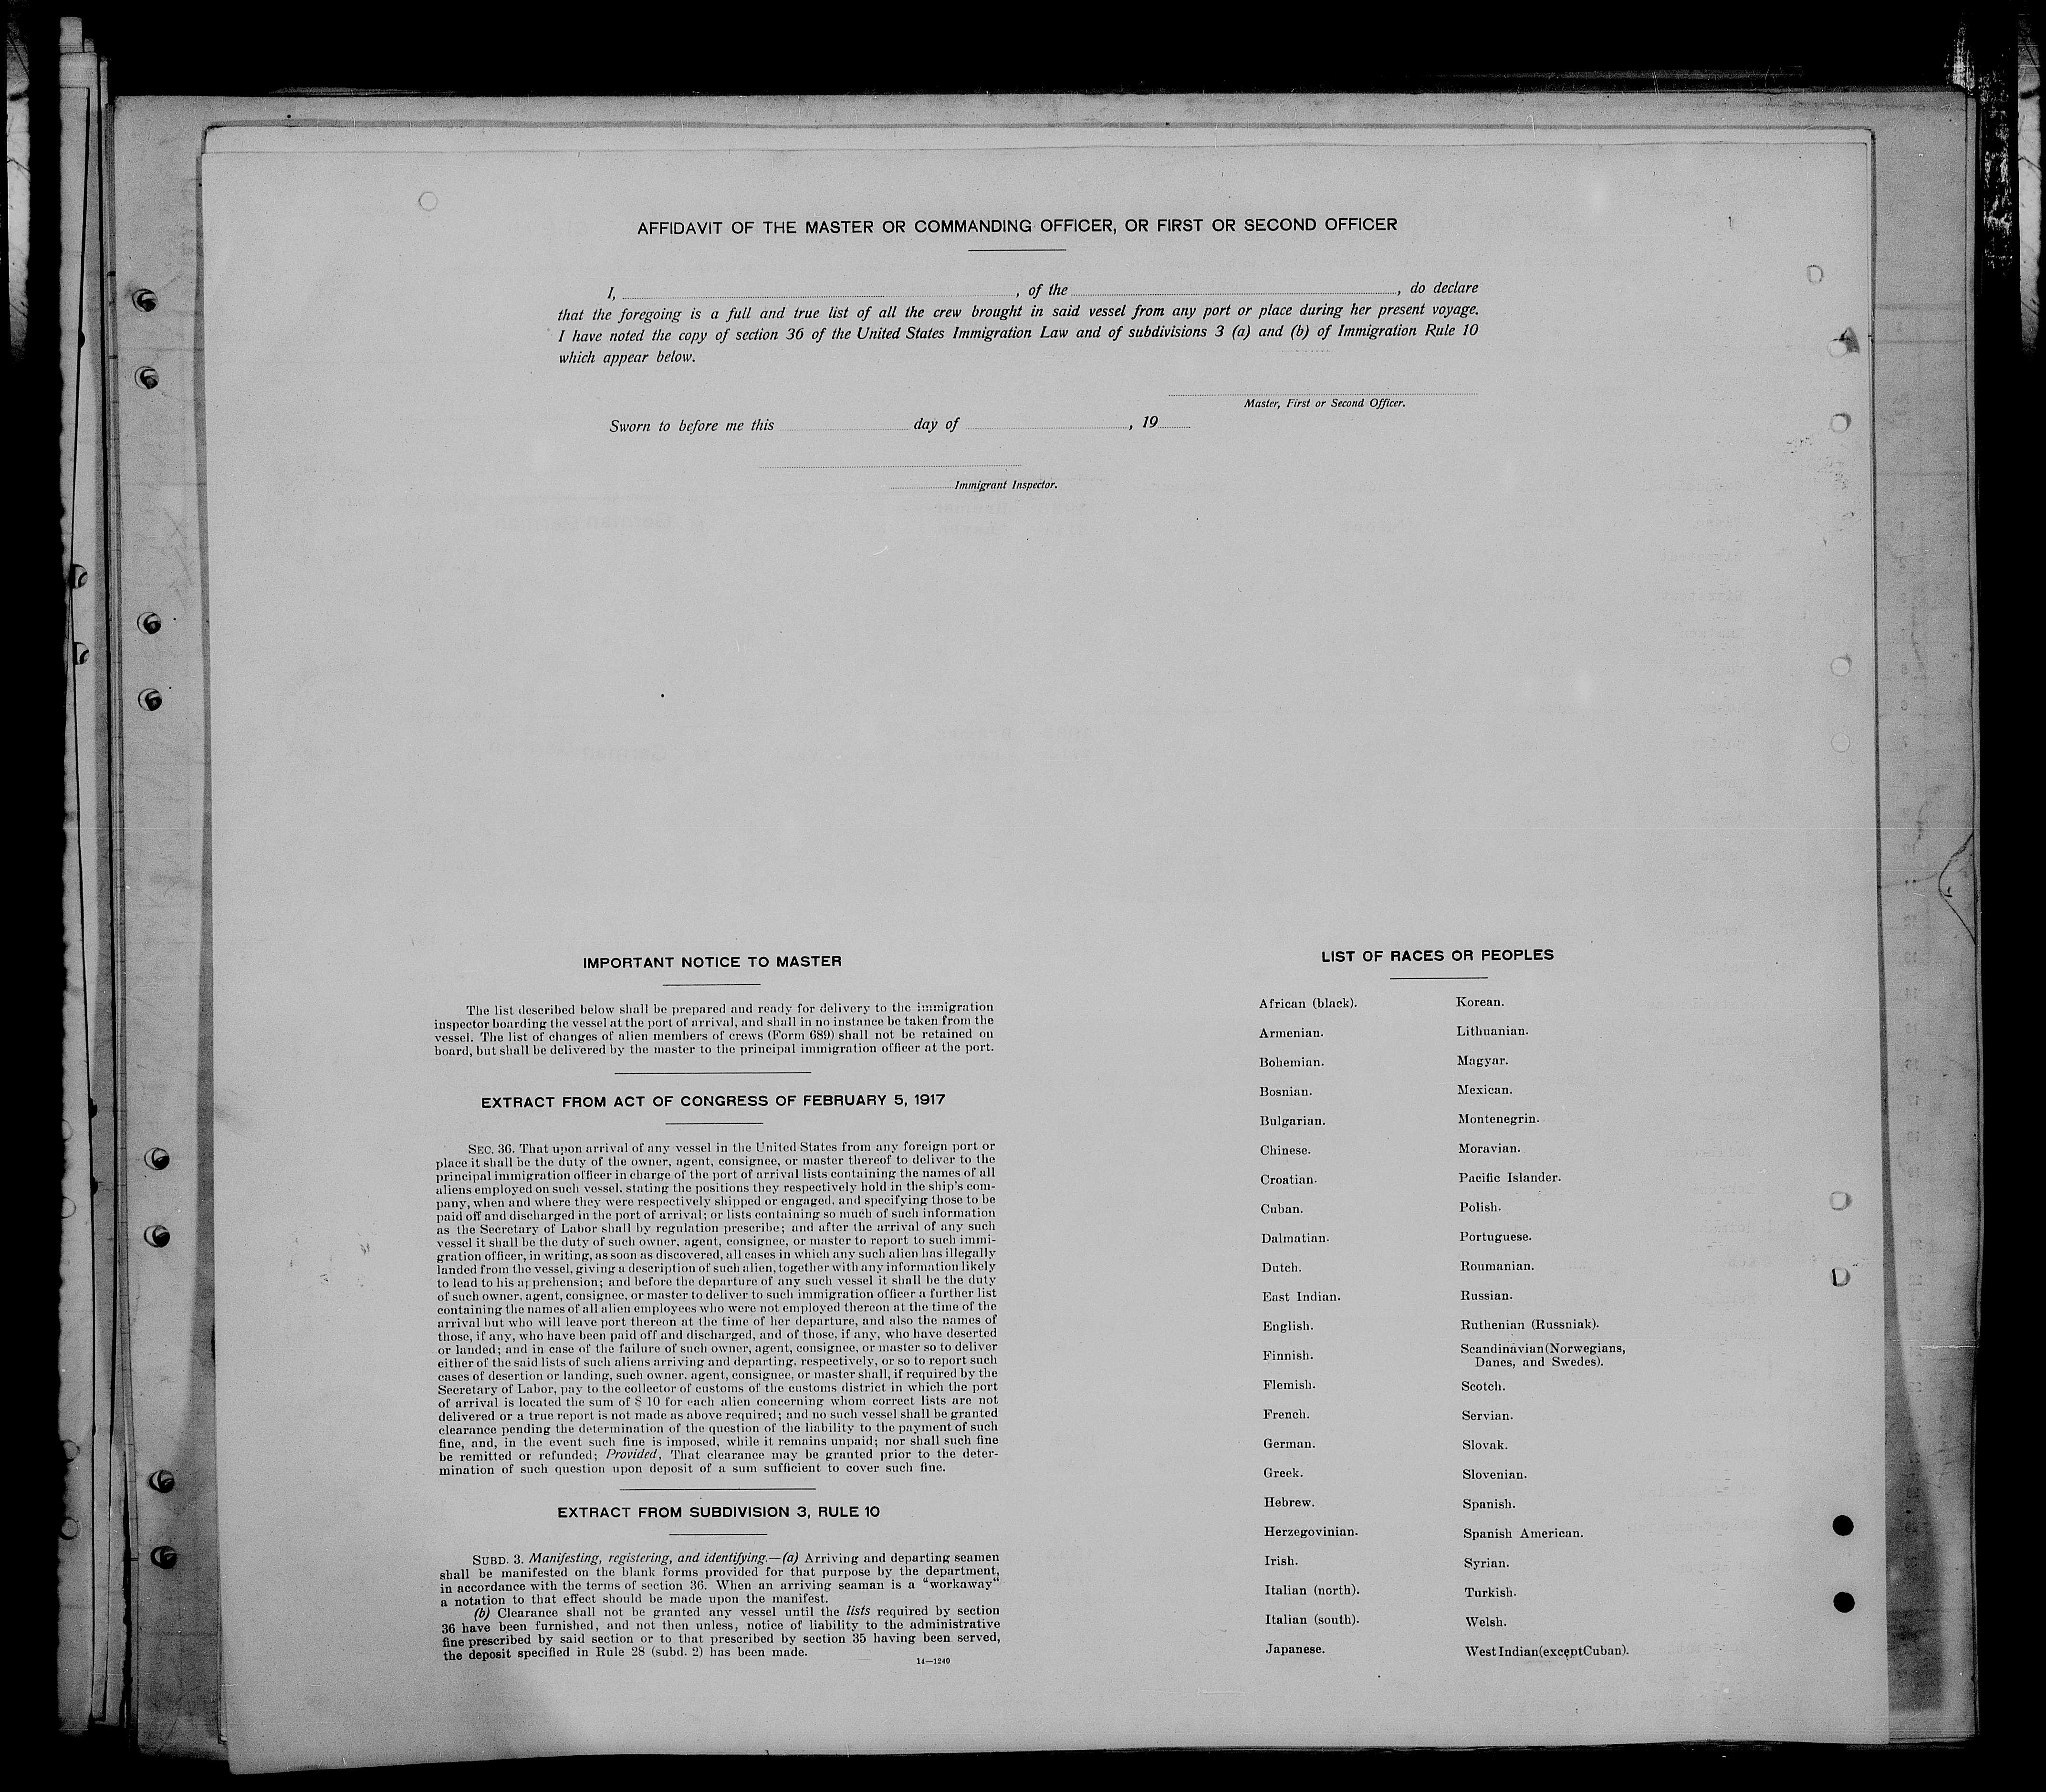 AFFIDAVIT OF THE MASTER OR COMMANDING OFFICER, OR FIRST OR SECOND OFFICER
I, , of the , do declare
that the foregoing is a full and true list of all the crew brought in said vessel from any port or place during her present voyage.
I have noted the copy of section 36 of the United States Immigration Law and of subdivisions 3 (a) and (b) of Immigration Rule 10
which appear below.
Master, First or Second Officer.
Sworn to before me this day of , 19
Immigrant Inspector.
IMPORTANT NOTICE TO MASTER
The list described below shall be prepared and ready for delivery to the immigration
inspector boarding the vessel at the port of arrival, and shall in no instance be taken from the
vessel. The list of changes of alien members of crews (Form 689) shall not be retained on
board, but shall be delivered by the master to the principal immigration officer at the port.
EXTRACT FROM ACT OF CONGRESS OF FEBRUARY 5, 1917
SEC. 36. That upon arrival of any vessel in the United States from any foreign port or
place it shall be the duty of the owner, agent, consignee, or master thereof to deliver to the
principal immigration officer in charge of the port of arrival lists containing the names of all
aliens employed on such vessel, stating the positions they respectively hold in the ship's com-
pany, when and where they were respectively shipped or engaged, and specifying those to be
paid off and discharged in the port of arrival; or lists containing so much of such information
as the Secretary of Labor shall by regulation prescribe; and after the arrival of any such
vessel it shall be the duty of such owner, agent, consignee, or master to report to such immi-
gration officer, in writing, as soon as discovered, all cases in which any such alien has illegally
landed from the vessel, giving a description of such alien, together with any information likely
to lead to his apprehension; and before the departure of any such vessel it shall be the duty
of such owner, agent, consignee, or master to deliver to such immigration officer a further list
containing the names of all alien employees who were not employed thereon at the time of the
arrival but who will leave port thereon at the time of her departure, and also the names of
those, if any, who have been paid off and discharged, and of those, if any, who have deserted
or landed; and in case of the failure of such owner, agent, consignee, or master so to deliver
either of the said lists of such aliens arriving and departing, respectively, or so to report such
cases of desertion or landing, such owner, agent, consignee, or master shall, if required by the
Secretary of Labor, pay to the collector of customs of the customs district in which the port
of arrival is located the sum of $ 10 for each alien concerning whom correct lists are not
delivered or a true report is not made as above required; and no such vessel shall be granted
clearance pending the determination of the question of the liability to the payment of such
fine, and, in the event such fine is imposed, while it remains unpaid; nor shall such fine
be remitted or refunded; Provided, That clearance may be granted prior to the deter-
mination of such question upon deposit of a sum sufficient to cover such fine.
EXTRACT FROM SUBDIVISION 3, RULE 10
SUBD. 3. Manifesting, registering, and identifying.—(a) Arriving and departing seamen
shall be manifested on the blank forms provided for that purpose by the department,
in accordance with the terms of section 36. When an arriving seaman is a “workaway“
a notation to that effect should be made upon the manifest.
(b) Clearance shall not be granted any vessel until the lists required by section
36 have been furnished, and not then unless, notice of liability to the administrative
fine prescribed by said section or to that prescribed by section 35 having been served,
the deposit specified in Rule 28 (subd. 2) has been made.
14—1240
LIST OF RACES OR PEOPLES
African (black).
Armenian.
Bohemian.
Bosnian.
Bulgarian.
Chinese.
Croatian.
Cuban.
Dalmatian.
Dutch.
East Indian.
English.
Finnish.
Flemish.
French.
German.
Greek.
Hebrew.
Herzegovinian.
Irish.
Italian (north).
Italian (south).
Japanese.
Korean.
Lithuanian.
Magyar.
Mexican.
Montenegrin.
Moravian.
Pacific Islander.
Polish.
Portuguese.
Roumanian.
Russian.
Ruthenian (Russniak).
Scandinavian(Norwegians,
Danes, and Swedes).
Scotch.
Servian.
Slovak.
Slovenian.
Spanish.
Spanish American.
Syrian.
Turkish.
Welsh.
West Indian(exceptCuban).